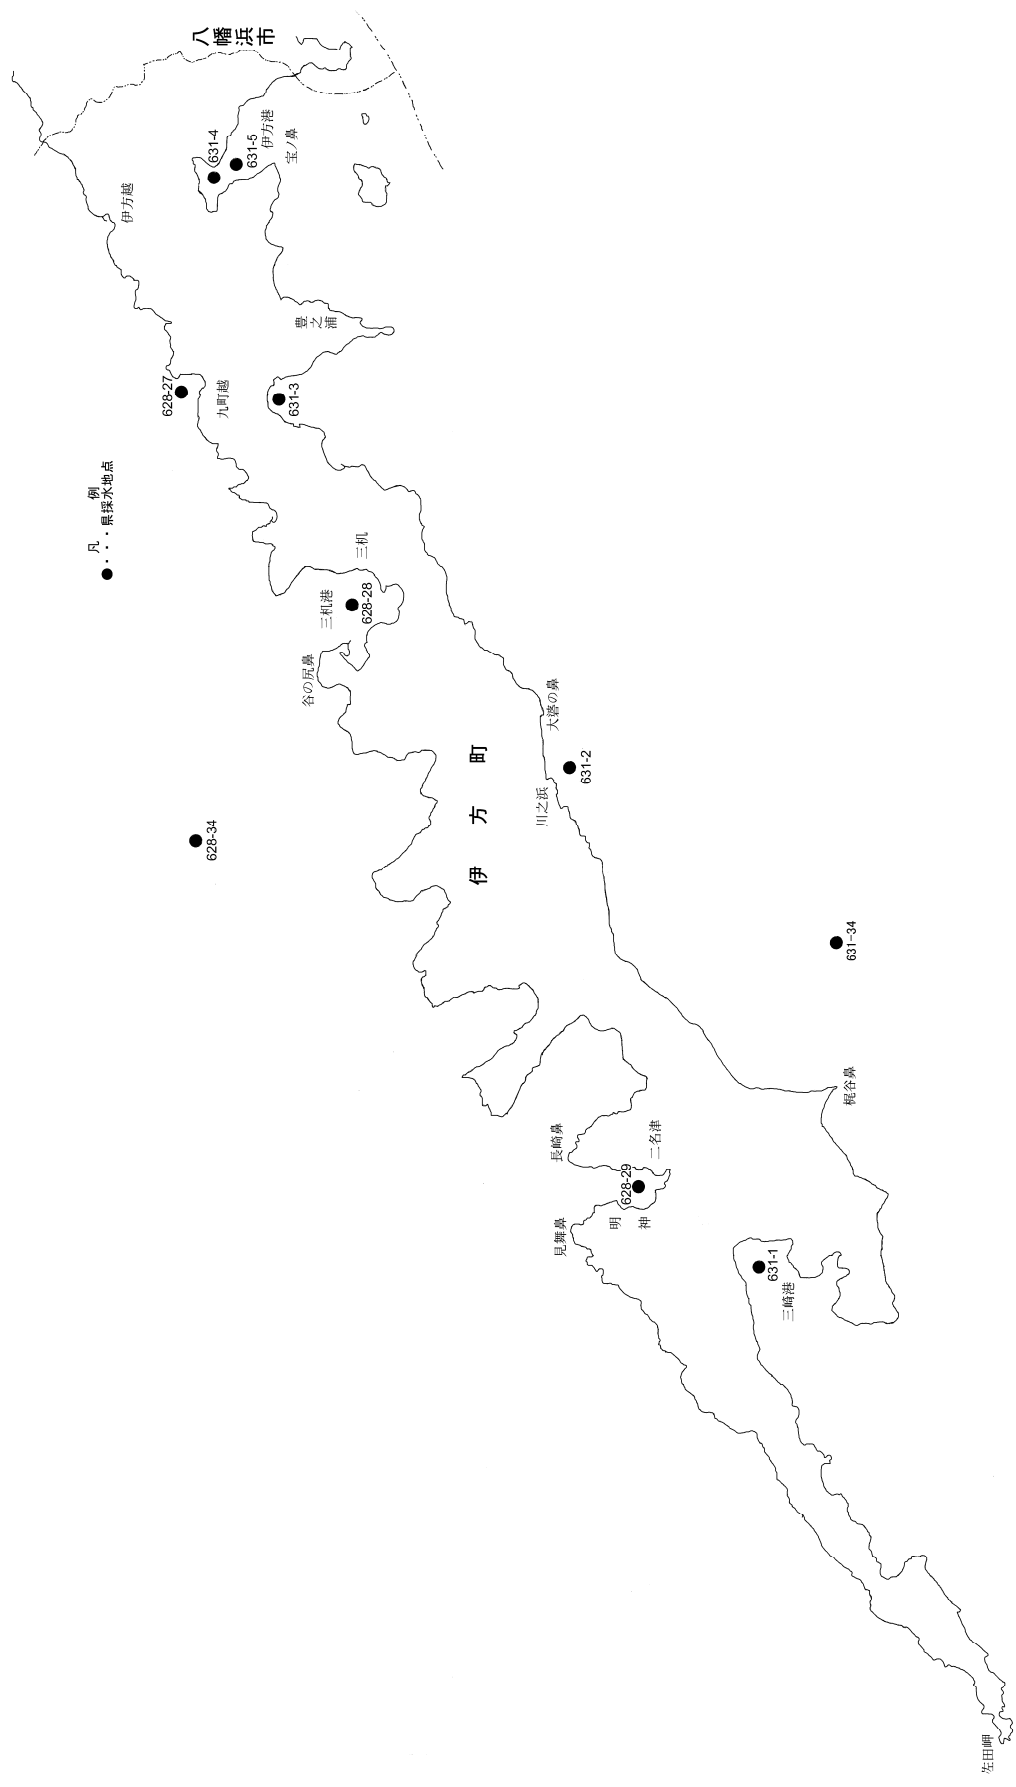 八幡浜市
631-4
631-5
伊方港
宝ノ鼻
伊方越
豊之浦
628-27
九町越
631-3
凡例
●・・・県採水地点
三机
三机港
628-28
谷の尻鼻
大碆の鼻
631-2
川之浜
伊方町
628-34
631-34
梶谷鼻
長崎鼻
二名津
628-29
明神
見舞鼻
631-1
三崎港
佐田岬